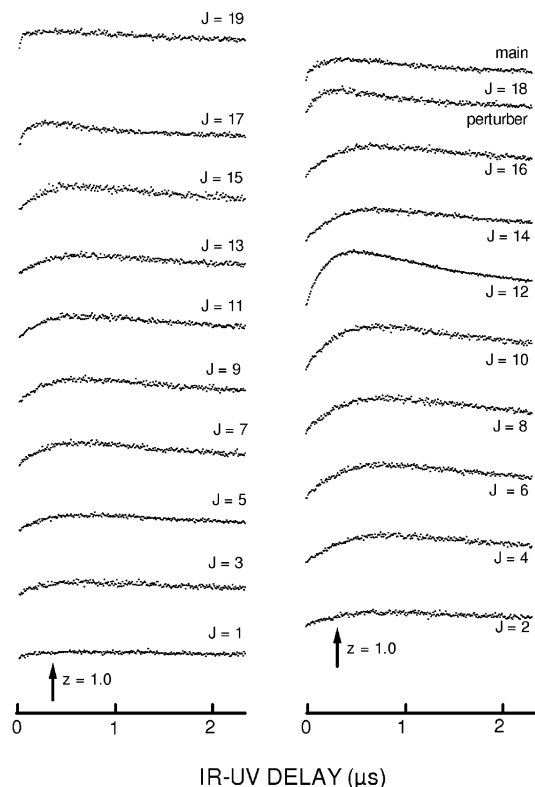 J = 19
J = 17
J = 15
J = 13
J = 11
J = 9
J = 7
J = 5
J = 3
J = 1
z = 1.0
0 1 2
main
J = 18
perturber
J = 16
J = 14
J = 12
J = 10
J = 8
J = 6
J = 4
J = 2
z = 1.0
0 1 2
IR-UV DELAY (μs)